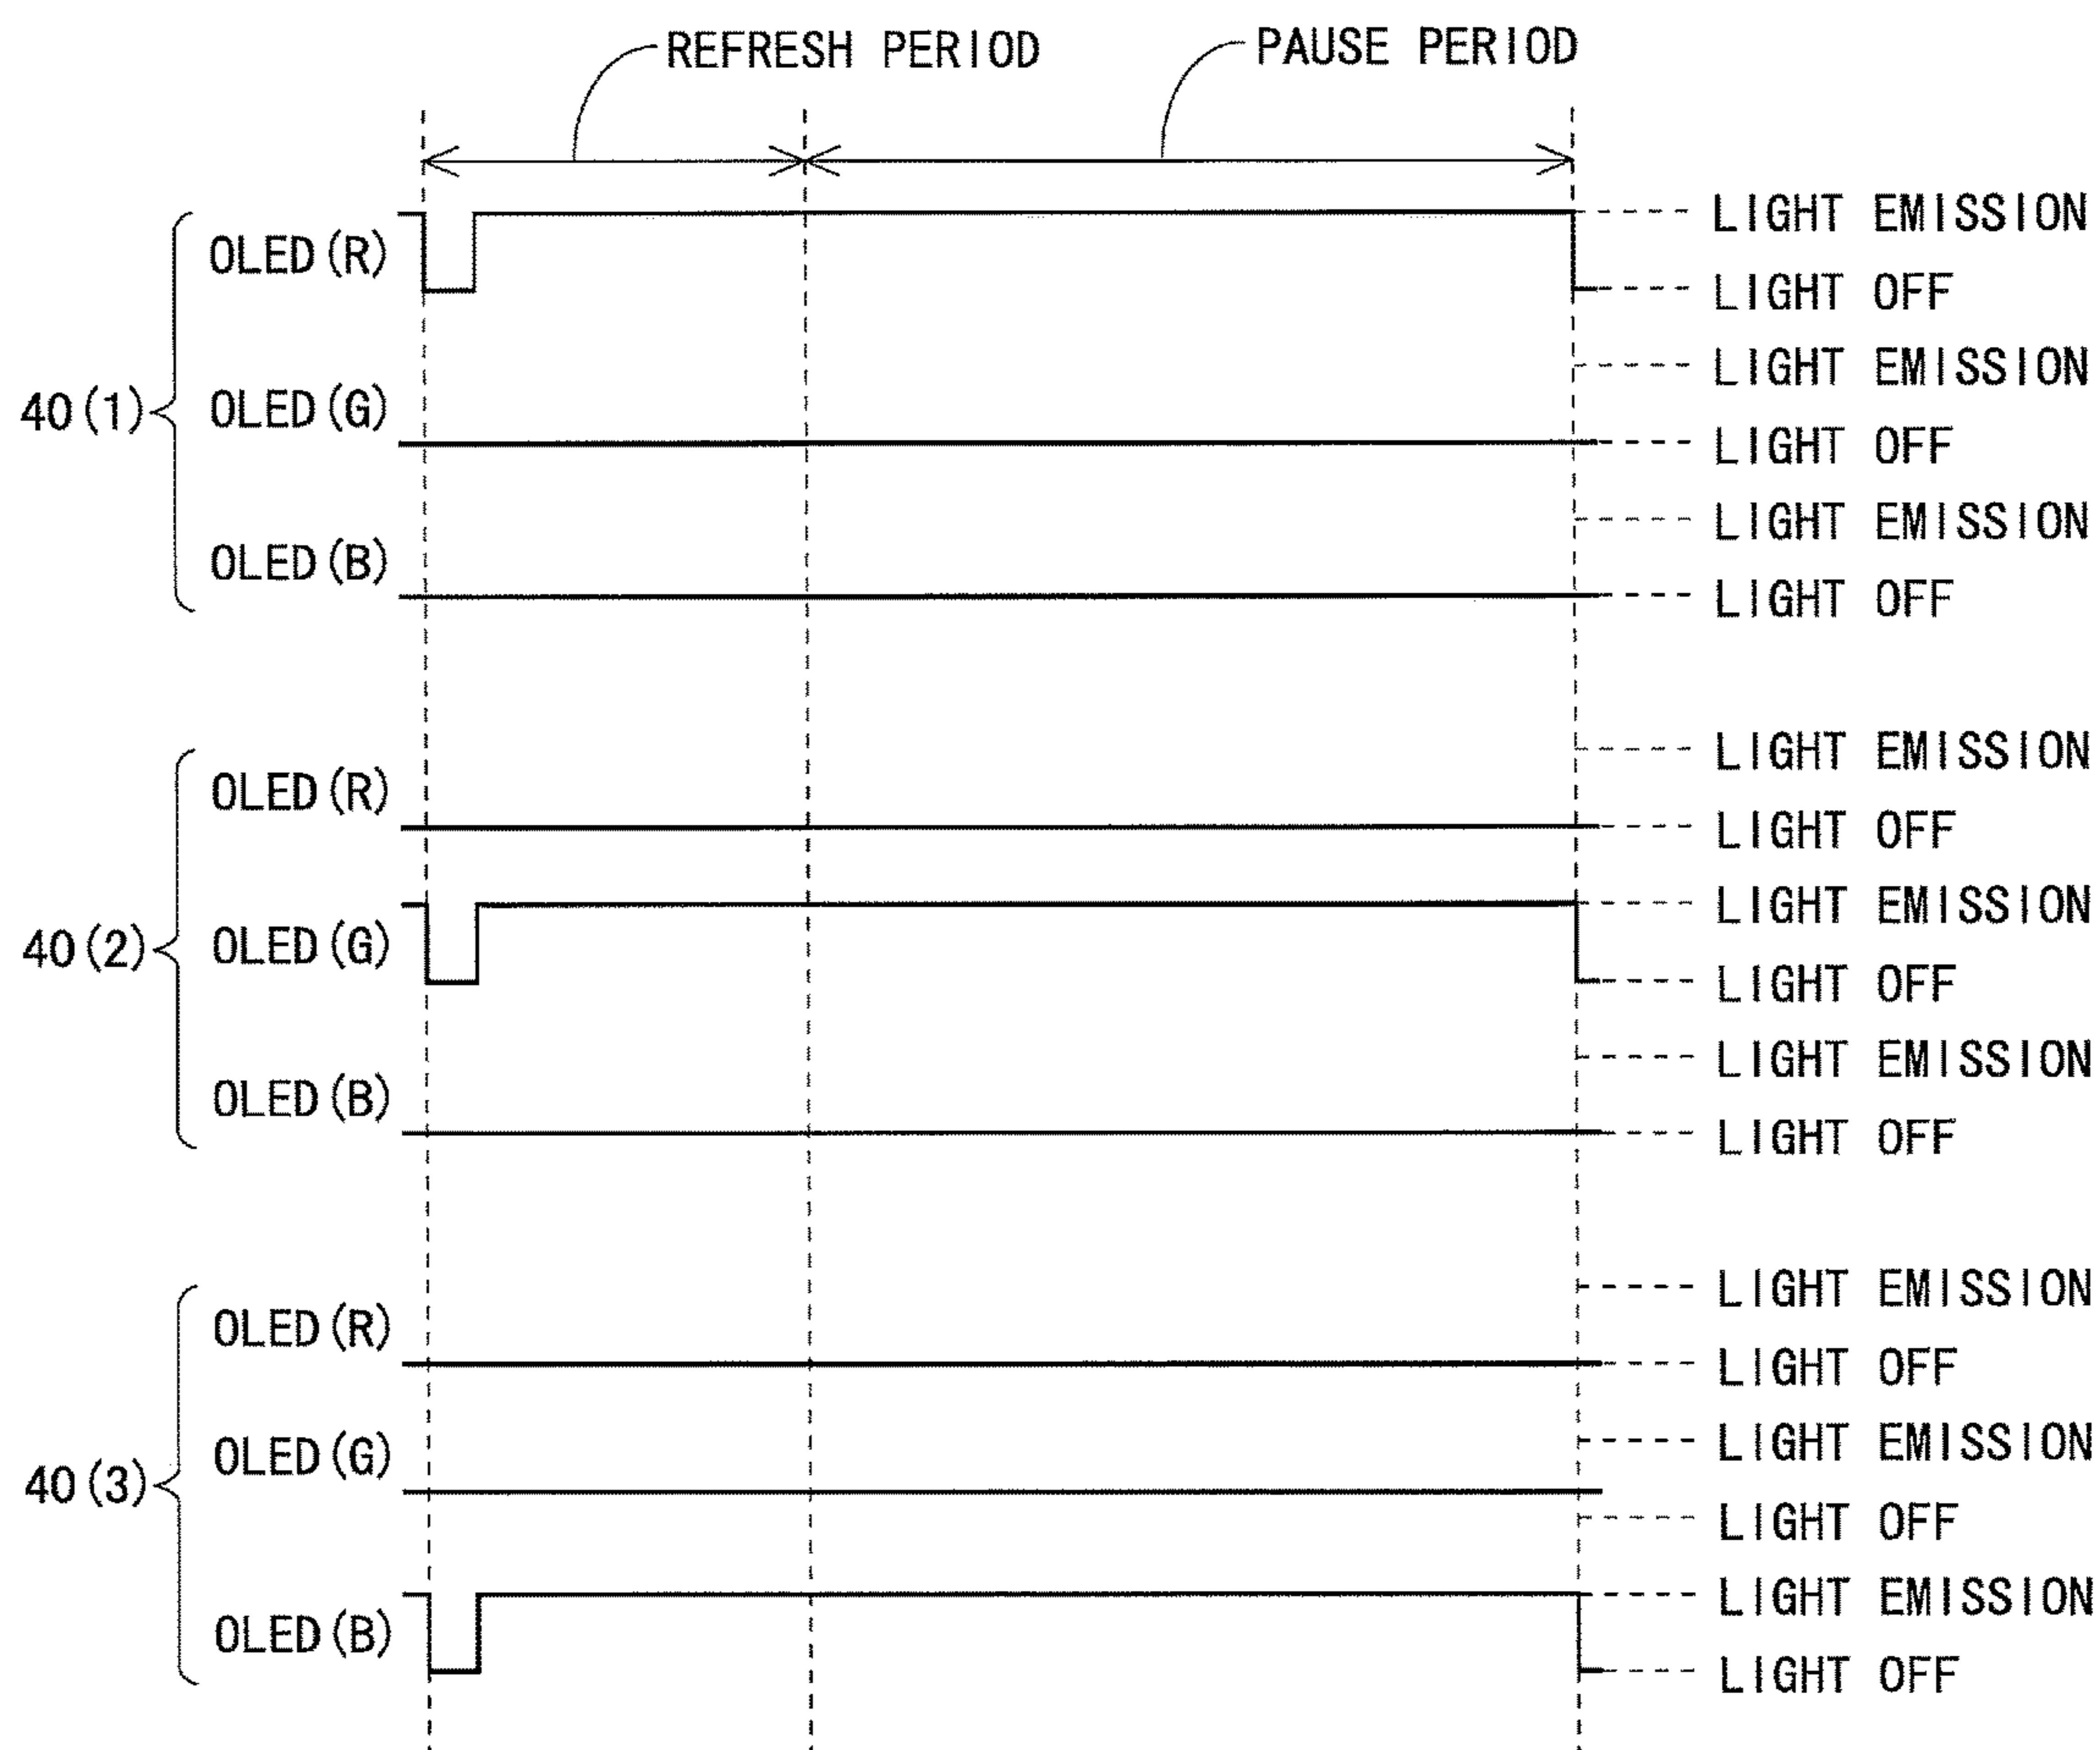 REFRESH PERIOD
PAUSE PERIOD
LIGHT EMISSION
OLED(R)
LIGHT OFF
LIGHT EMISSION
40(1)
OLED(G)
LIGHT OFF
LIGHT EMISSION
OLED(B)
LIGHT OFF
LIGHT EMISSION
OLED(R)
LIGHT OFF
LIGHT EMISSION
40(2)
OLED(G)
LIGHT OFF
LIGHT EMISSION
OLED(B)
LIGHT OFF
LIGHT EMISSION
OLED(R)
LIGHT OFF
LIGHT EMISSION
40(3)
OLED(G)
LIGHT OFF
LIGHT EMISSION
OLED(B)
LIGHT OFF